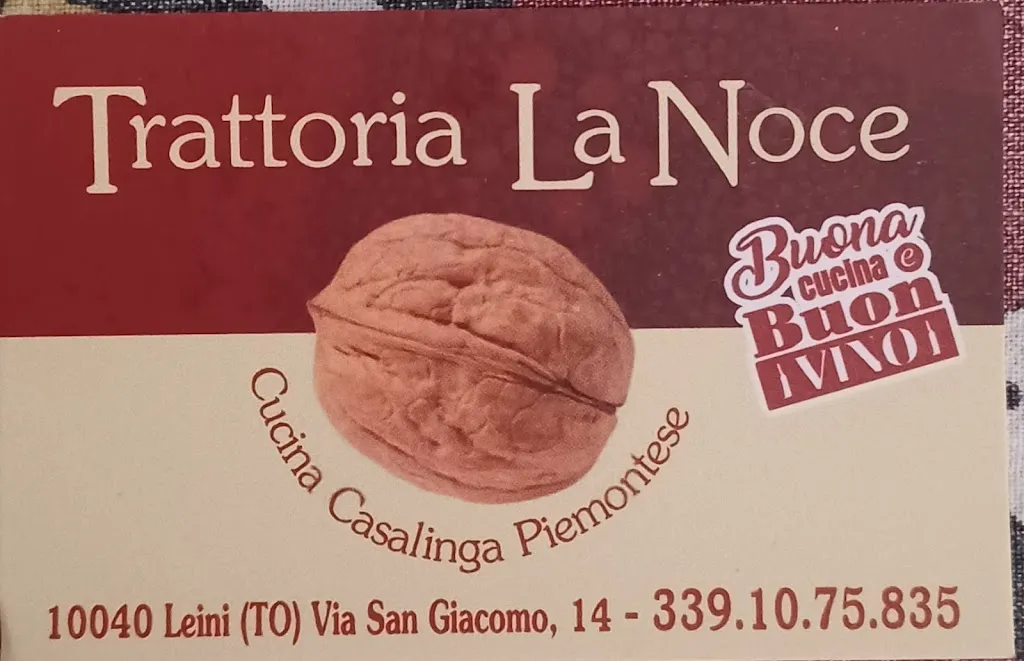 Trattoria La Noce
Buona
cucina e
Buon
VINO
Cucina Casalinga Piemontese
10040 Leini (TO) Via San Giacomo, 14 - 339.10.75.835